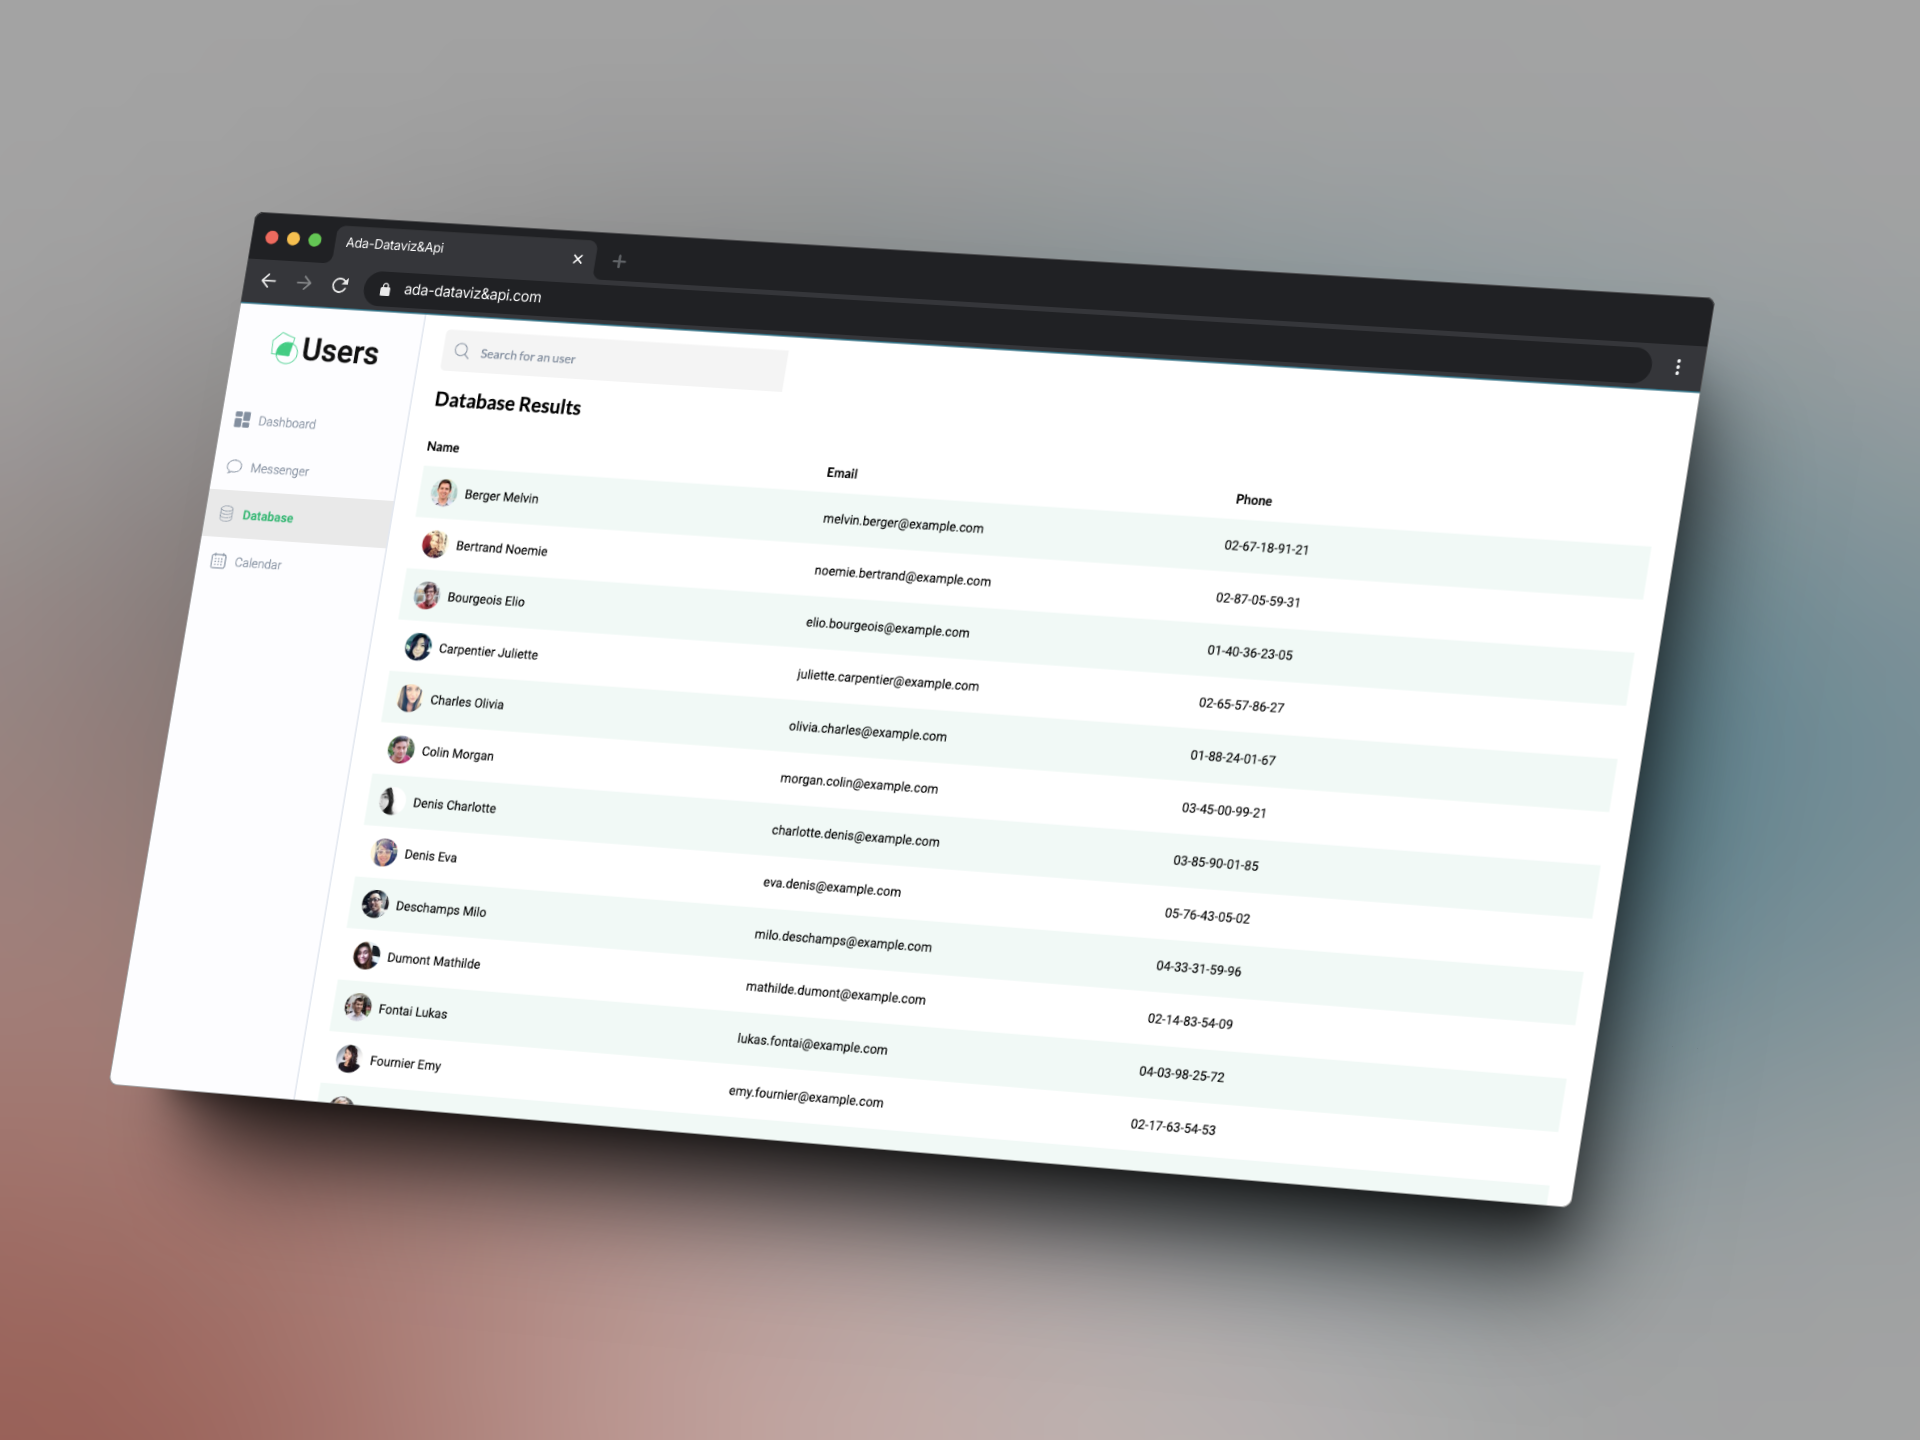 Ada-Dataviz&Api
ada-dataviz&api.com
Users
Dashboard
Messenger
Database
Calendar
Search for an user
Database Results
Name Email Phone
Berger Melvin melvin.berger@example.com 02-67-18-91-21
Bertrand Noemie noemie.bertrand@example.com 02-87-05-59-31
Bourgeois Elio elio.bourgeois@example.com 01-40-36-23-05
Carpentier Juliette juliette.carpentier@example.com 02-65-57-86-27
Charles Olivia olivia.charles@example.com 01-88-24-01-67
Colin Morgan morgan.colin@example.com 03-45-00-99-21
Denis Charlotte charlotte.denis@example.com 03-85-90-01-85
Denis Eva eva.denis@example.com 05-76-43-05-02
Deschamps Milo milo.deschamps@example.com 04-33-31-59-96
Dumont Mathilde mathilde.dumont@example.com 02-14-83-54-09
Fontai Lukas lukas.fontai@example.com 04-03-98-25-72
Fournier Emy emy.fournier@example.com 02-17-63-54-53